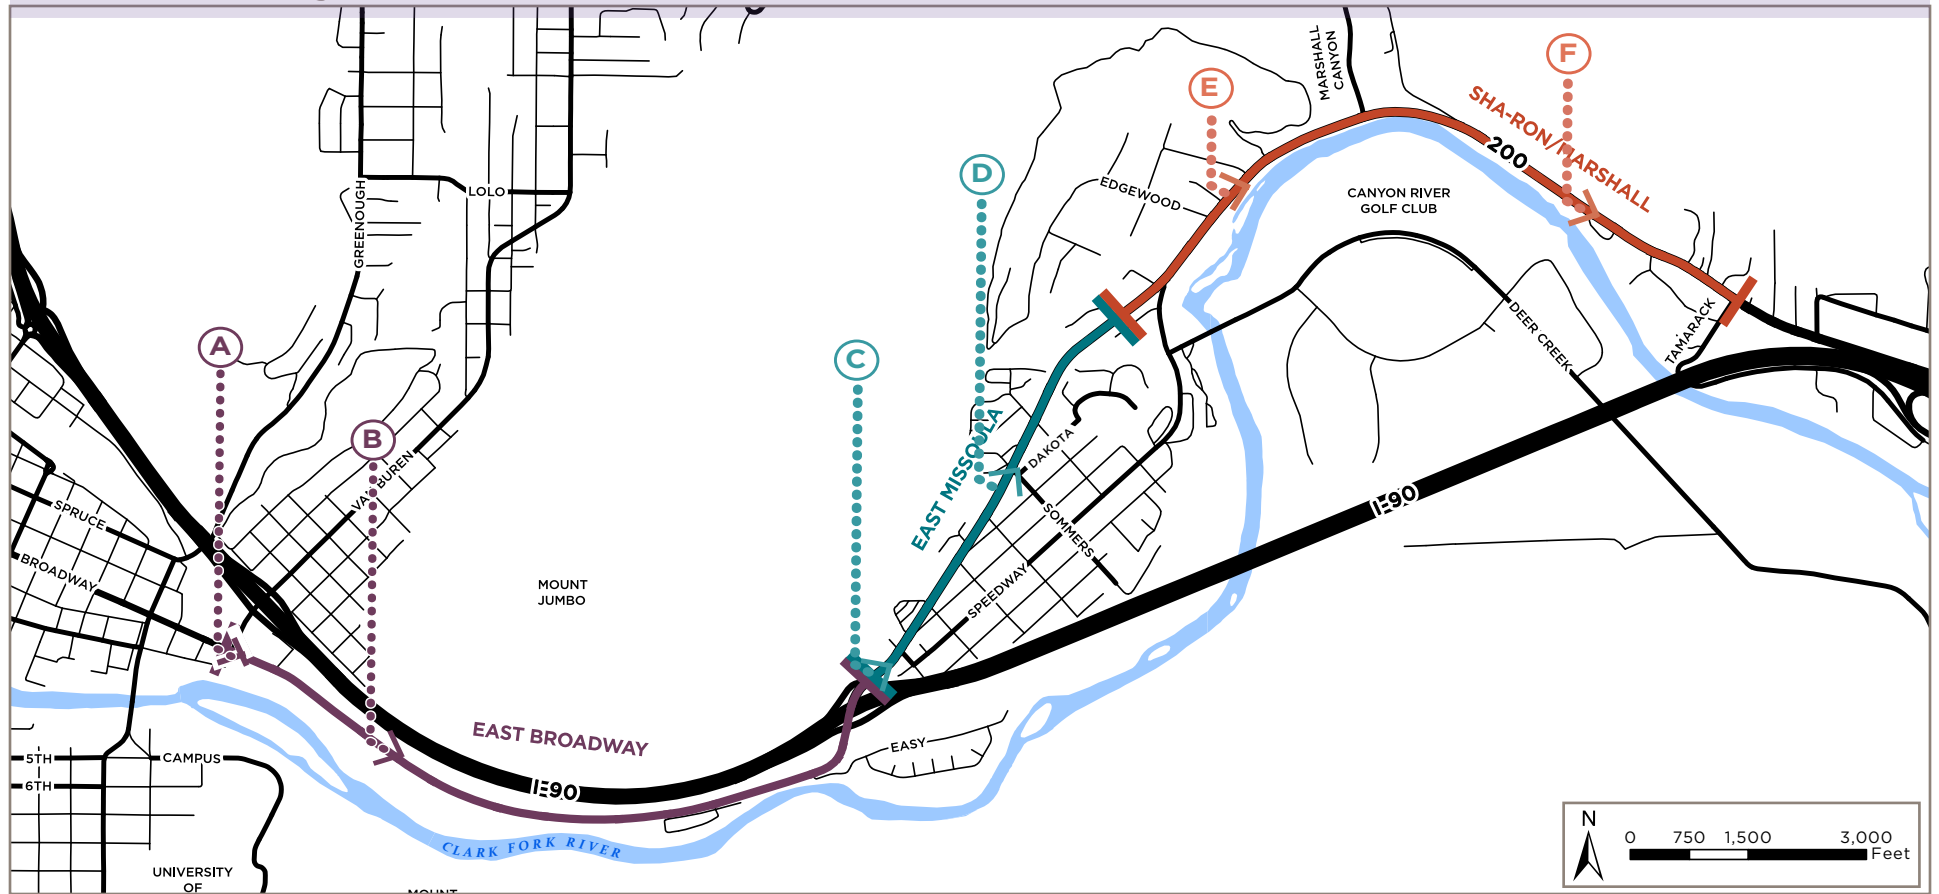 MARSHALL
CANYON
F
E
SHA-RON/MARSHALL
200
D
EDGEWOOD
CANYON RIVER
GOLF CLUB
LOLO
GREENOUGH
A
C
B
TAMARACK
DEER CREEK
VAN BUREN
EAST MISSOULA
DAKOTA
I-90
SPRUCE
SOMMERS
BROADWAY
SPEEDWAY
MOUNT
JUMBO
EAST BROADWAY
EASY
5TH
CAMPUS
6TH
I-90
CLARK FORK RIVER
UNIVERSITY
OF
MOUNT
N
0 750 1,500 3,000
Feet